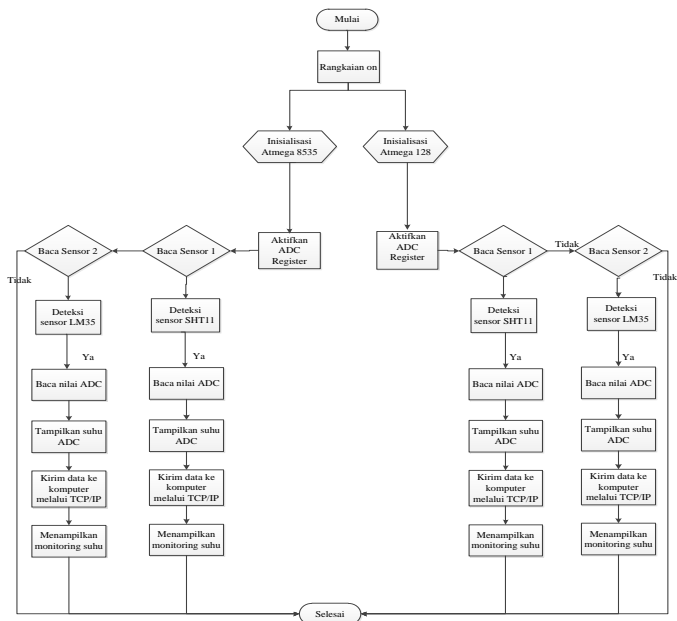 Mulai
Rangkaian on
Inisialisasi
Atmega 8535
Inisialisasi
Atmega 128
Aktifkan
ADC
Register
Baca Sensor 1
Baca Sensor 2
Tidak
Deteksi
sensor LM35
Ya
Baca nilai ADC
Tampilkan suhu
ADC
Kirim data ke
komputer
melalui TCP/IP
Menampilkan
monitoring suhu
Deteksi
sensor SHT11
Ya
Baca nilai ADC
Tampilkan suhu
ADC
Kirim data ke
komputer
melalui TCP/IP
Menampilkan
monitoring suhu
Aktifkan
ADC
Register
Baca Sensor 1
Tidak
Baca Sensor 2
Tidak
Deteksi
sensor SHT11
Ya
Baca nilai ADC
Tampilkan suhu
ADC
Kirim data ke
komputer
melalui TCP/IP
Menampilkan
monitoring suhu
Deteksi
sensor LM35
Ya
Baca nilai ADC
Tampilkan suhu
ADC
Kirim data ke
komputer
melalui TCP/IP
Menampilkan
monitoring suhu
Selesai